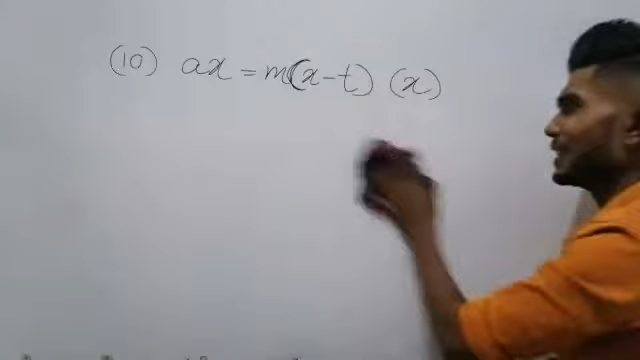 (10) ax = m(x-t) (x)